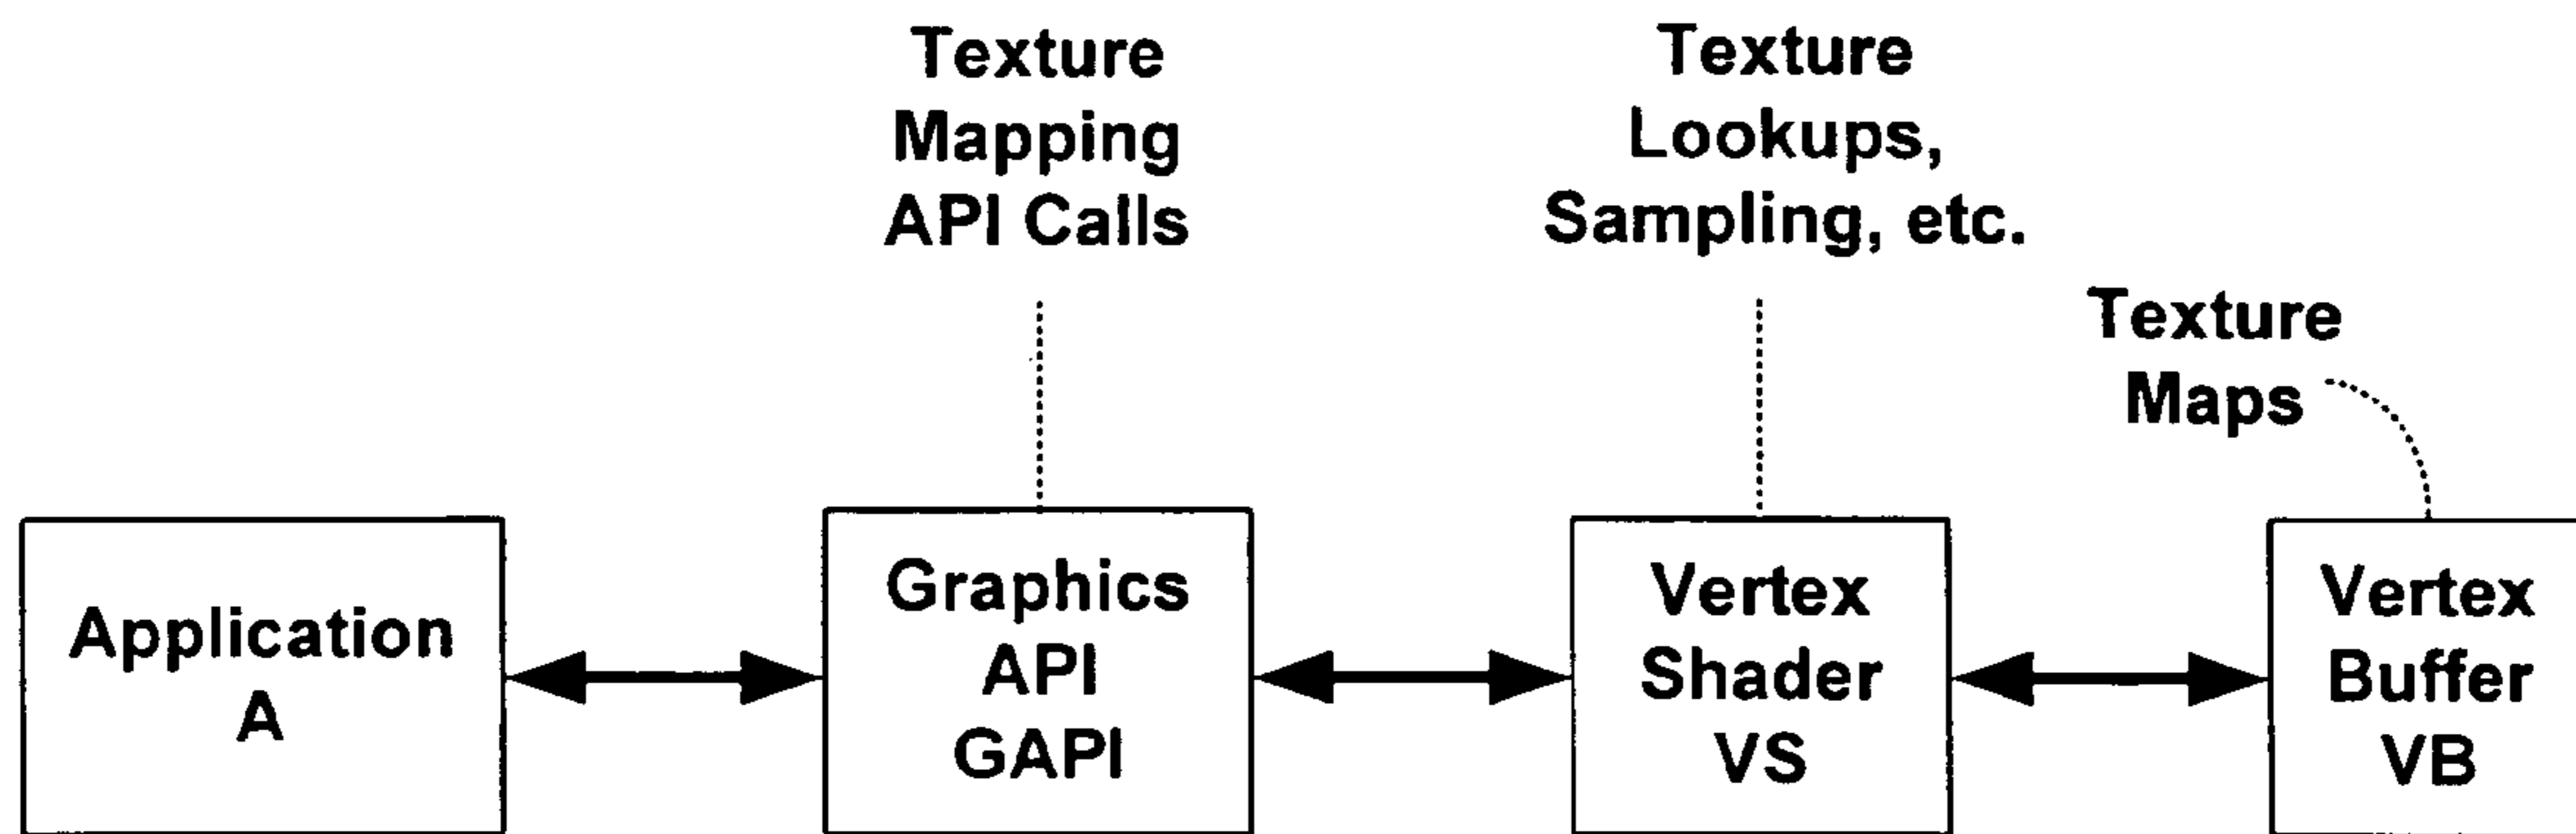 Texture
Mapping
API Calls
Texture
Lookups,
Sampling, etc.
Texture
Maps
Application
A
Graphics
API
GAPI
Vertex
Shader
VS
Vertex
Buffer
VB